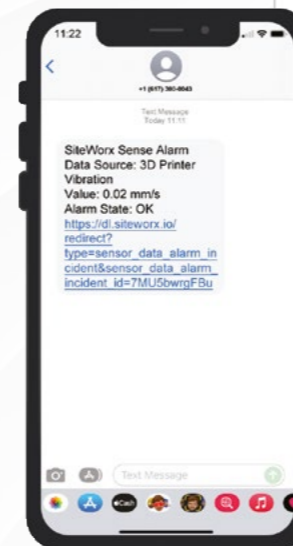 11:22
+1 (617) 380-8643
Text Message
Today 11:11
SiteWorx Sense Alarm
Data Source: 3D Printer
Vibration
Value: 0.02 mm/s
Alarm State: OK
https://dl.siteworx.io/
redirect?
type=sensor_data_alarm_in
cident&sensor_data_alarm_
incident_id=7MU5bwrgFBu
Text Message
Cash